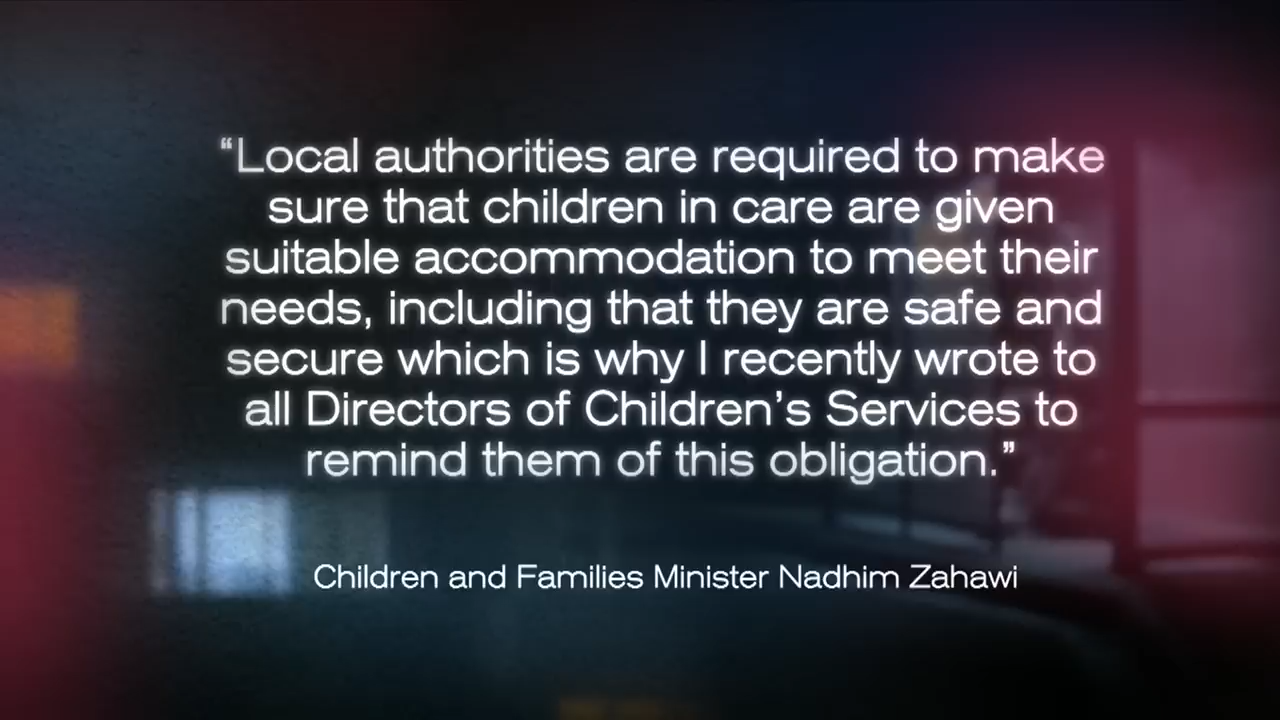 “Local authorities are required to make
sure that children in care are given
suitable accommodation to meet their
needs, including that they are safe and
secure which is why I recently wrote to
all Directors of Children’s Services to
remind them of this obligation.”
Children and Families Minister Nadhim Zahawi